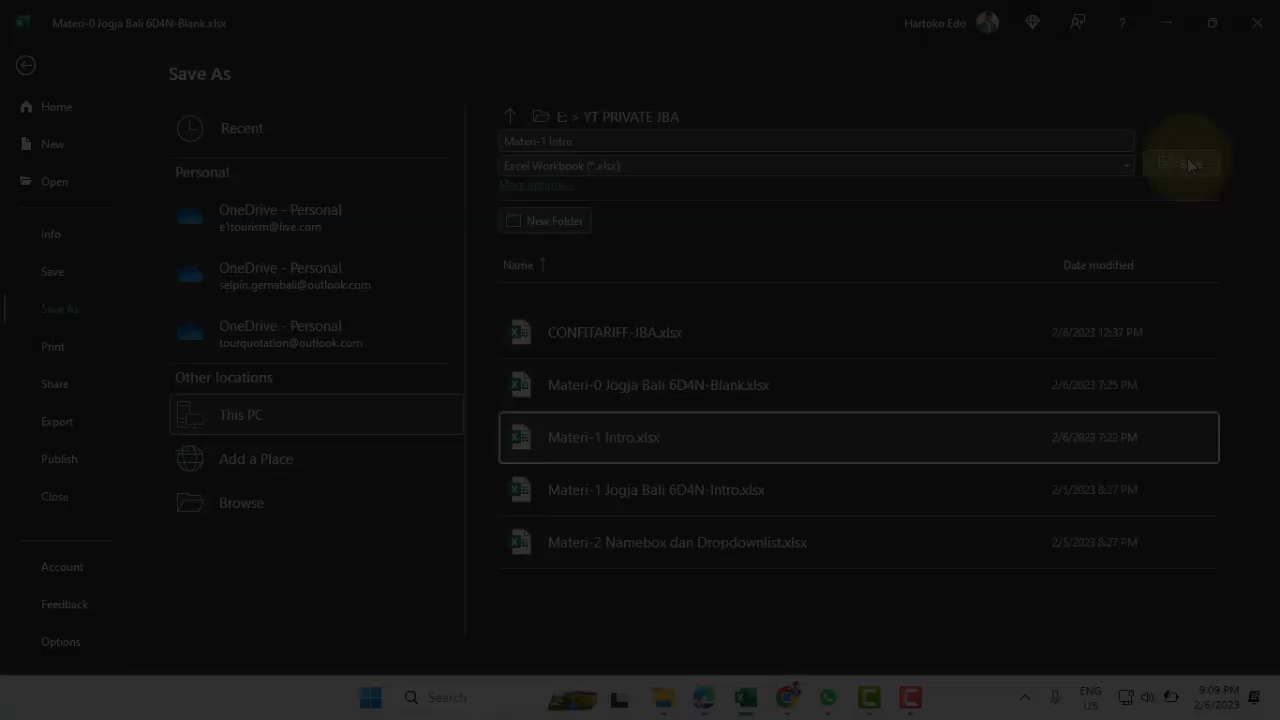 Materi-0 Jogja Bali 6D4N-Blank.xlsx
Hartoko Edo
?
Save As
Home
New
Open
Info
Save
Save As
Print
Share
Export
Publish
Close
Account
Feedback
Options
Recent
Personal
OneDrive - Personal
e1tourism@live.com
OneDrive - Personal
selpin.gemabali@outlook.com
OneDrive - Personal
tourquotation@outlook.com
Other locations
This PC
Add a Place
Browse
E: > YT PRIVATE JBA
Materi-1 Intro
Excel Workbook (*.xlsx)
More options...
Save
New Folder
Name Date modified
CONFITARIFF-JBA.xlsx 2/6/2023 12:37 PM
Materi-0 Jogja Bali 6D4N-Blank.xlsx 2/6/2023 7:25 PM
Materi-1 Intro.xlsx 2/6/2023 7:22 PM
Materi-1 Jogja Bali 6D4N-Intro.xlsx 2/5/2023 8:27 PM
Materi-2 Namebox dan Dropdownlist.xlsx 2/5/2023 8:27 PM
Search
ENG
US
9:09 PM
2/6/2023